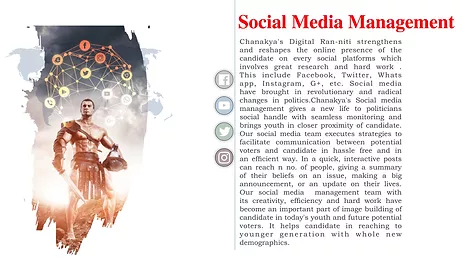 Social Media Management
Chanakya's Digital Ran-niti strengthens
and reshapes the online presence of the
candidate on every social platforms which
involves great research and hard work .
This include Facebook, Twitter, Whats
app, Instagram, G+, etc. Social media
have brought in revolutionary and radical
changes in politics.Chanakya's Social media
management gives a new life to politicians
social handle with seamless monitoring and
brings youth in closer proximity of candidate.
Our social media team executes strategies to
facilitate communication between potential
voters and candidate in hassle free and in
an efficient way. In a quick, interactive posts
can reach n no. of people, giving a summary
of their beliefs on an issue, making a big
announcement, or an update on their lives.
Our social media management team with
its creativity, efficiency and hard work have
become an important part of image building of
candidate in today's youth and future potential
voters. It helps candidate in reaching to
younger generation with whole new
demographics.